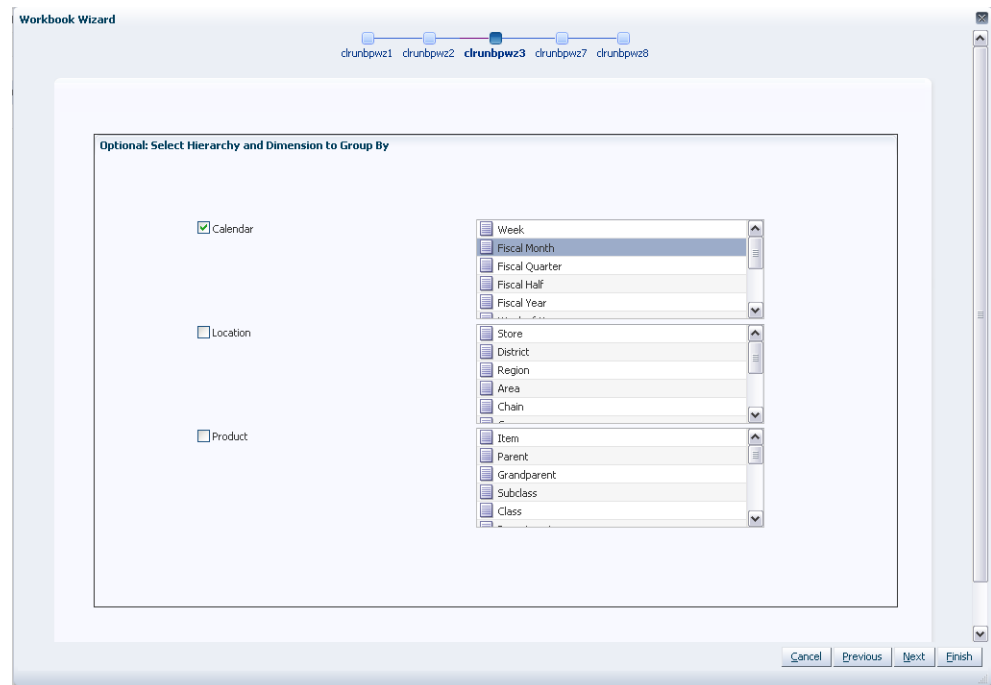 Workbook Wizard
clrunbpwz1 clrunbpwz2 clrunbpwz3 clrunbpwz7 clrunbpwz8
Optional: Select Hierarchy and Dimension to Group By
Calendar
Week
Fiscal Month
Fiscal Quarter
Fiscal Half
Fiscal Year
Location
Store
District
Region
Area
Chain
Product
Item
Parent
Grandparent
Subclass
Class
Cancel Previous Next Finish